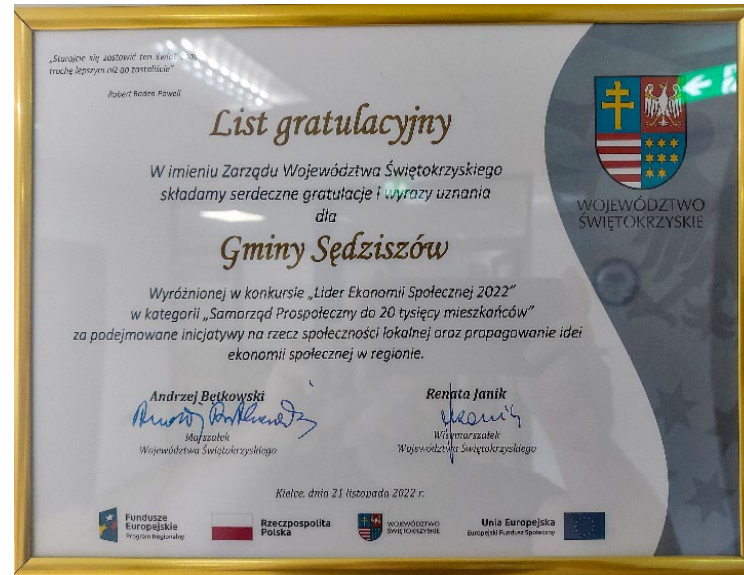 „Starajcie się zostawić ten świat
trochę lepszym niż go zastaliście”
Robert Baden Powell
List gratulacyjny
W imieniu Zarządu Województwa Świętokrzyskiego
składamy serdeczne gratulacje i wyrazy uznania
dla
Gminy Sędziszów
Wyróżnionej w konkursie „Lider Ekonomii Społecznej 2022”
w kategorii „Samorząd Prospołeczny do 20 tysięcy mieszkańców”
za podejmowane inicjatywy na rzecz społeczności lokalnej oraz propagowanie idei
ekonomii społecznej w regionie.
Andrzej Bętkowski
Marszałek
Województwa Świętokrzyskiego
Renata Janik
Wicemarszałek
Województwa Świętokrzyskiego
Kielce, dnia 21 listopada 2022 r.
WOJEWÓDZTWO
ŚWIĘTOKRZYSKIE
Fundusze
Europejskie
Program Regionalny
Rzeczpospolita
Polska
WOJEWÓDZTWO
ŚWIĘTOKRZYSKIE
Unia Europejska
Europejski Fundusz Społeczny